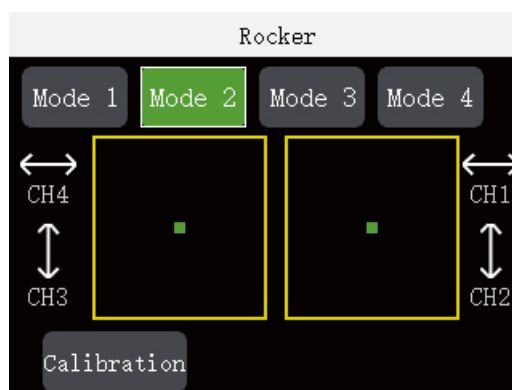 Rocker
Mode 1 Mode 2 Mode 3 Mode 4
CH4 CH1
CH3 CH2
Calibration